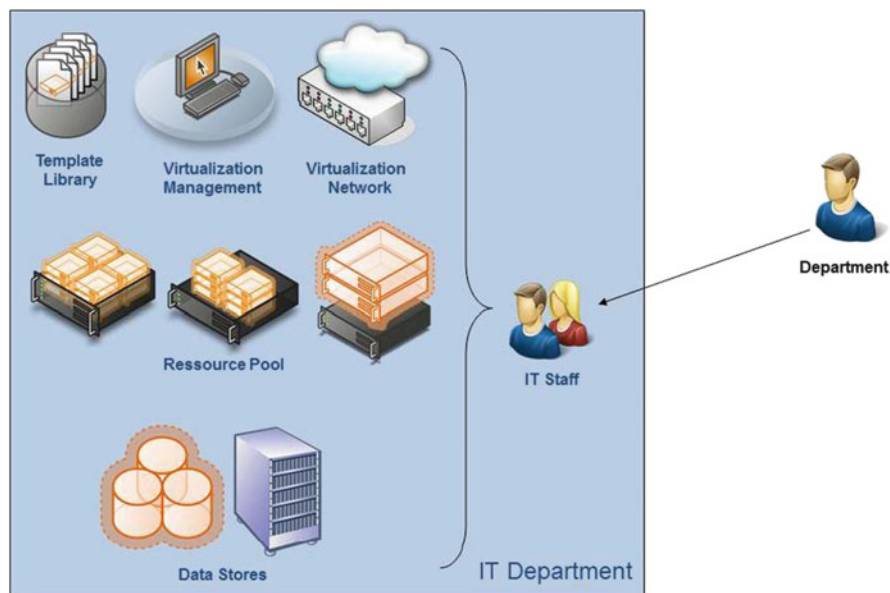 Template
Library
Virtualization
Management
Virtualization
Network
Department
Ressource Pool
IT Staff
Data Stores
IT Department